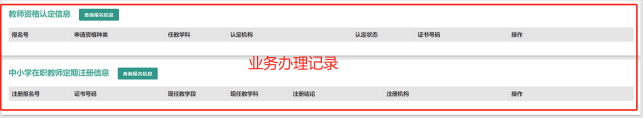 教师资格认定信息 查询报名信息
报名号 申请资格种类 任教学科 认定机构 认定状态 证书号码 操作
业务办理记录
中小学在职教师定期注册信息 查询报名信息
注册报名号 证书号码 现任教学段 现任教学科 注册结论 注册机构 操作